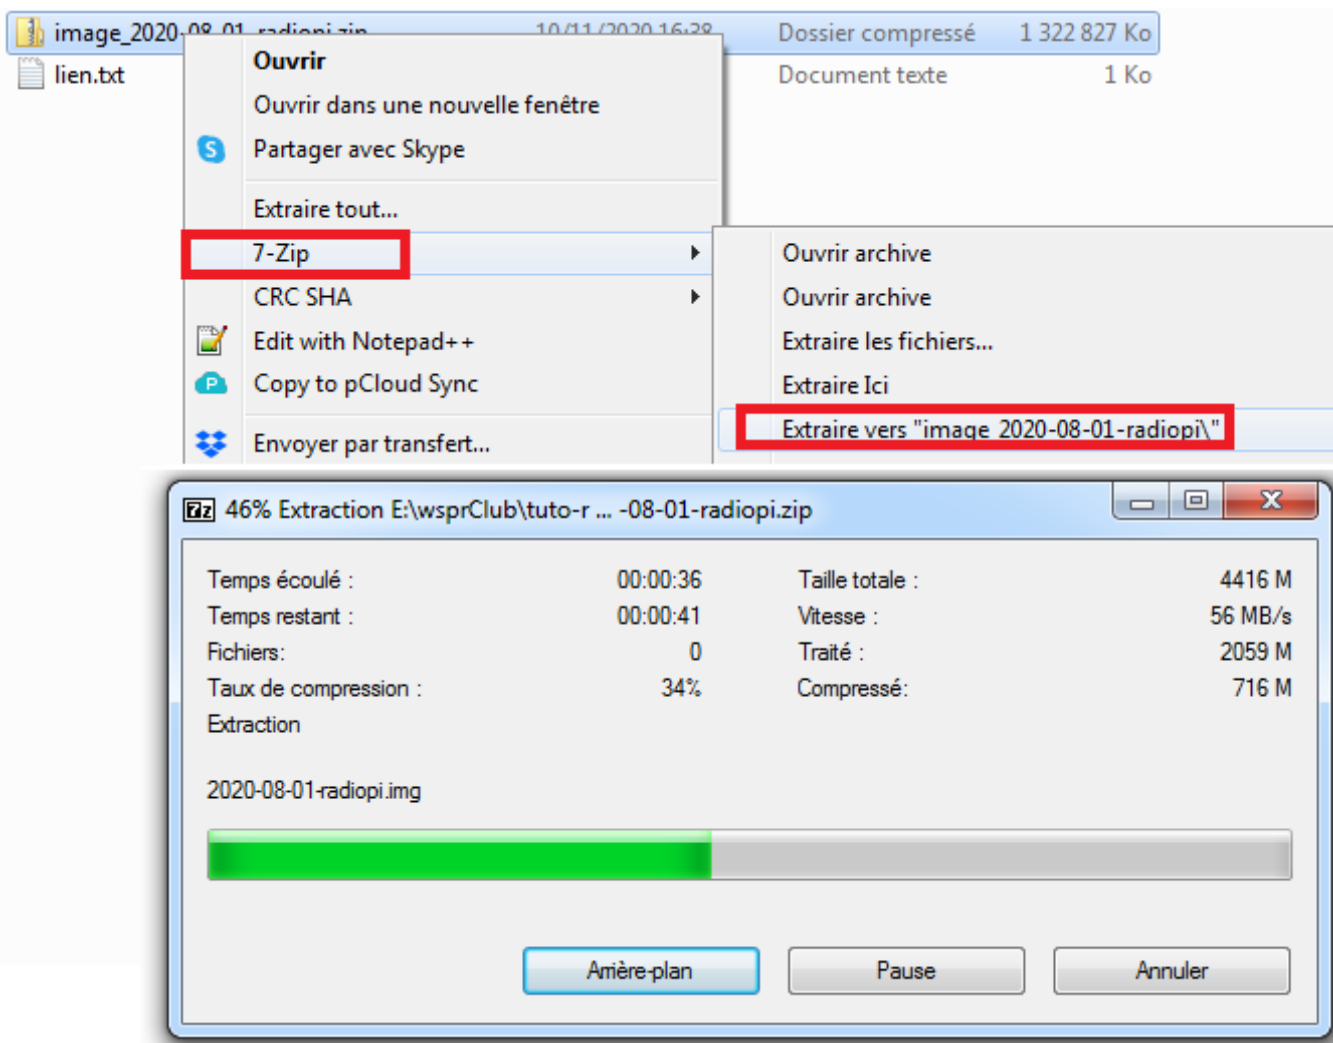 image_2020-08-01_radiopi.zip 10/11/2020 16:38 Dossier compressé 1 322 827 Ko
lien.txt Document texte 1 Ko
Ouvrir
Ouvrir dans une nouvelle fenêtre
Partager avec Skype
Extraire tout...
7-Zip
CRC SHA
Edit with Notepad++
Copy to pCloud Sync
Envoyer par transfert...
Ouvrir archive
Ouvrir archive
Extraire les fichiers...
Extraire Ici
Extraire vers "image_2020-08-01-radiopi\"
46% Extraction E:\wsprClub\tuto-r ... -08-01-radiopi.zip
Temps écoulé : 00:00:36 Taille totale : 4416 M
Temps restant : 00:00:41 Vitesse : 56 MB/s
Fichiers: 0 Traité : 2059 M
Taux de compression : 34% Compressé: 716 M
Extraction
2020-08-01-radiopi.img
Arrière-plan Pause Annuler